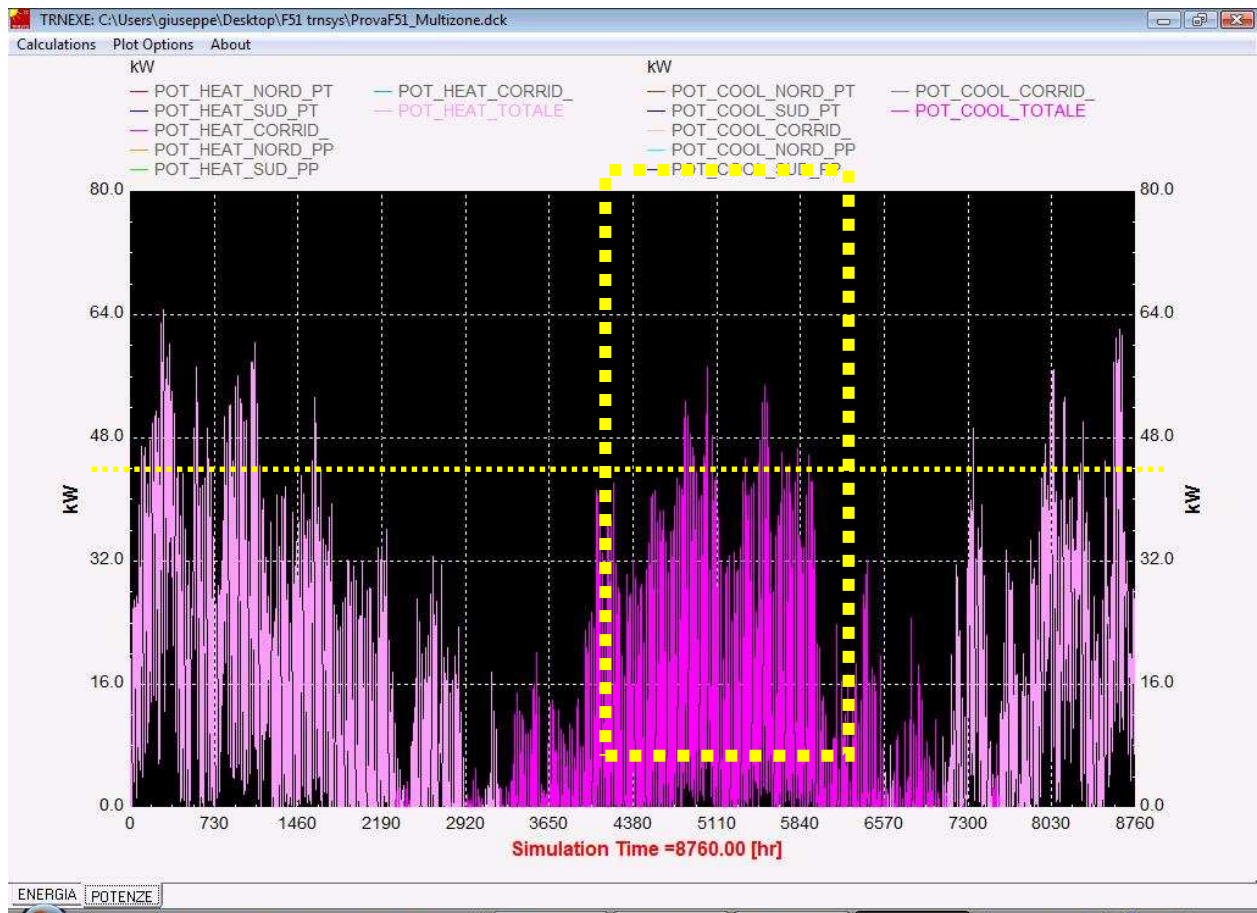 TRNEXE: C:\Users\giuseppe\Desktop\F51 trnsys\ProvaF51_Multizone.dck
Calculations Plot Options About
kW kW
POT_HEAT_NORD_PT POT_HEAT_CORRID_ POT_COOL_NORD_PT POT_COOL_CORRID_
POT_HEAT_SUD_PT POT_HEAT_TOTALE POT_COOL_SUD_PT POT_COOL_TOTALE
POT_HEAT_CORRID_ POT_COOL_CORRID_
POT_HEAT_NORD_PP POT_COOL_NORD_PP
POT_HEAT_SUD_PP POT_COOL_SUD_PP
80.0 80.0
64.0 64.0
48.0 48.0
kW kW
32.0 32.0
16.0 16.0
0.0 0.0
0 730 1460 2190 2920 3650 4380 5110 5840 6570 7300 8030 8760
Simulation Time =8760.00 [hr]
ENERGIA POTENZE